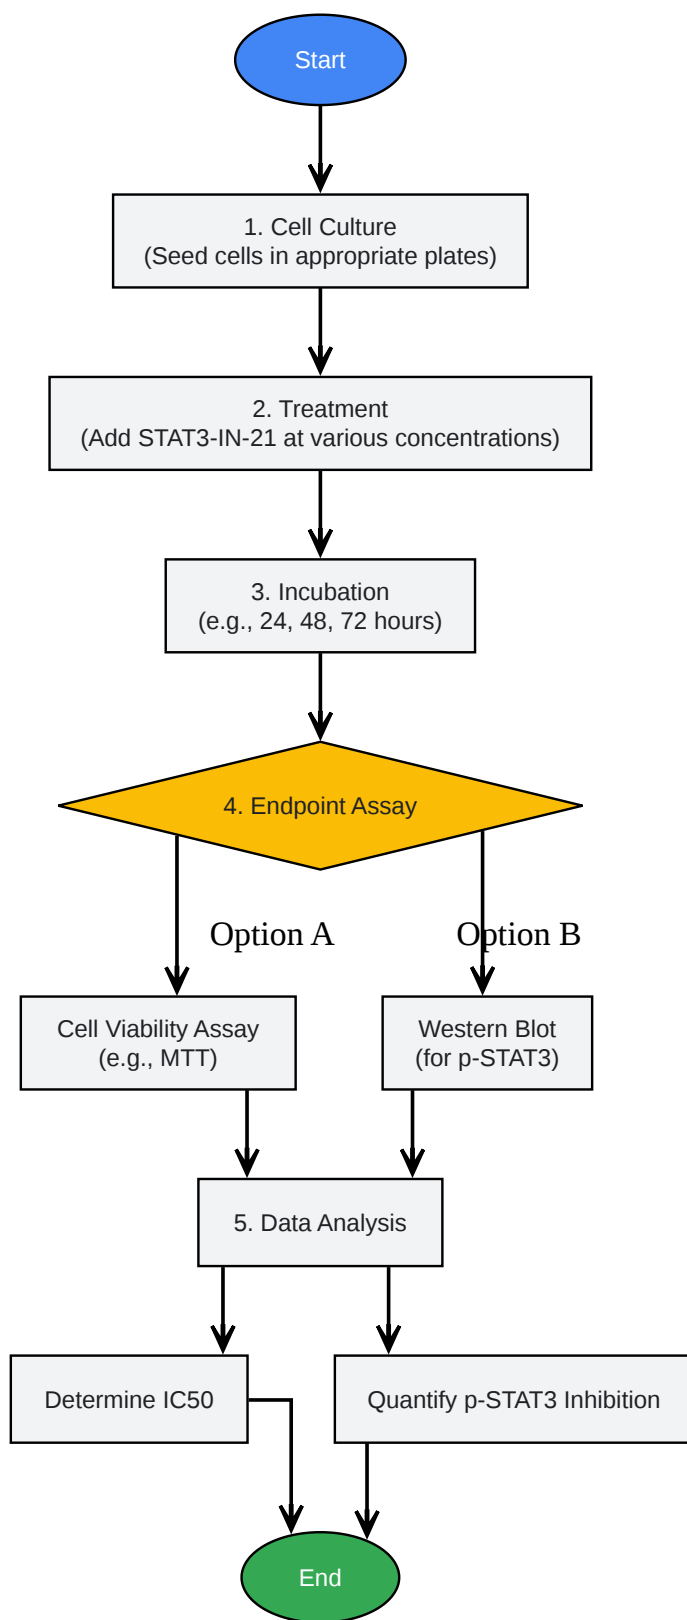 Start
1. Cell Culture
(Seed cells in appropriate plates)
2. Treatment
(Add STAT3-IN-21 at various concentrations)
3. Incubation
(e.g., 24, 48, 72 hours)
4. Endpoint Assay
Option A
Option B
Cell Viability Assay
(e.g., MTT)
Western Blot
(for p-STAT3)
5. Data Analysis
Determine IC50
Quantify p-STAT3 Inhibition
End